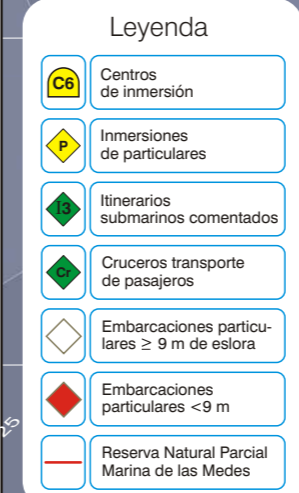 Leyenda
C6
Centros
de inmersión
P
Inmersiones
de particulares
I3
Itinerarios
submarinos comentados
Cr
Cruceros transporte
de pasajeros
Embarcaciones particu-
lares ≥ 9 m de eslora
Embarcaciones
particulares <9 m
Reserva Natural Parcial
Marina de las Medes
25